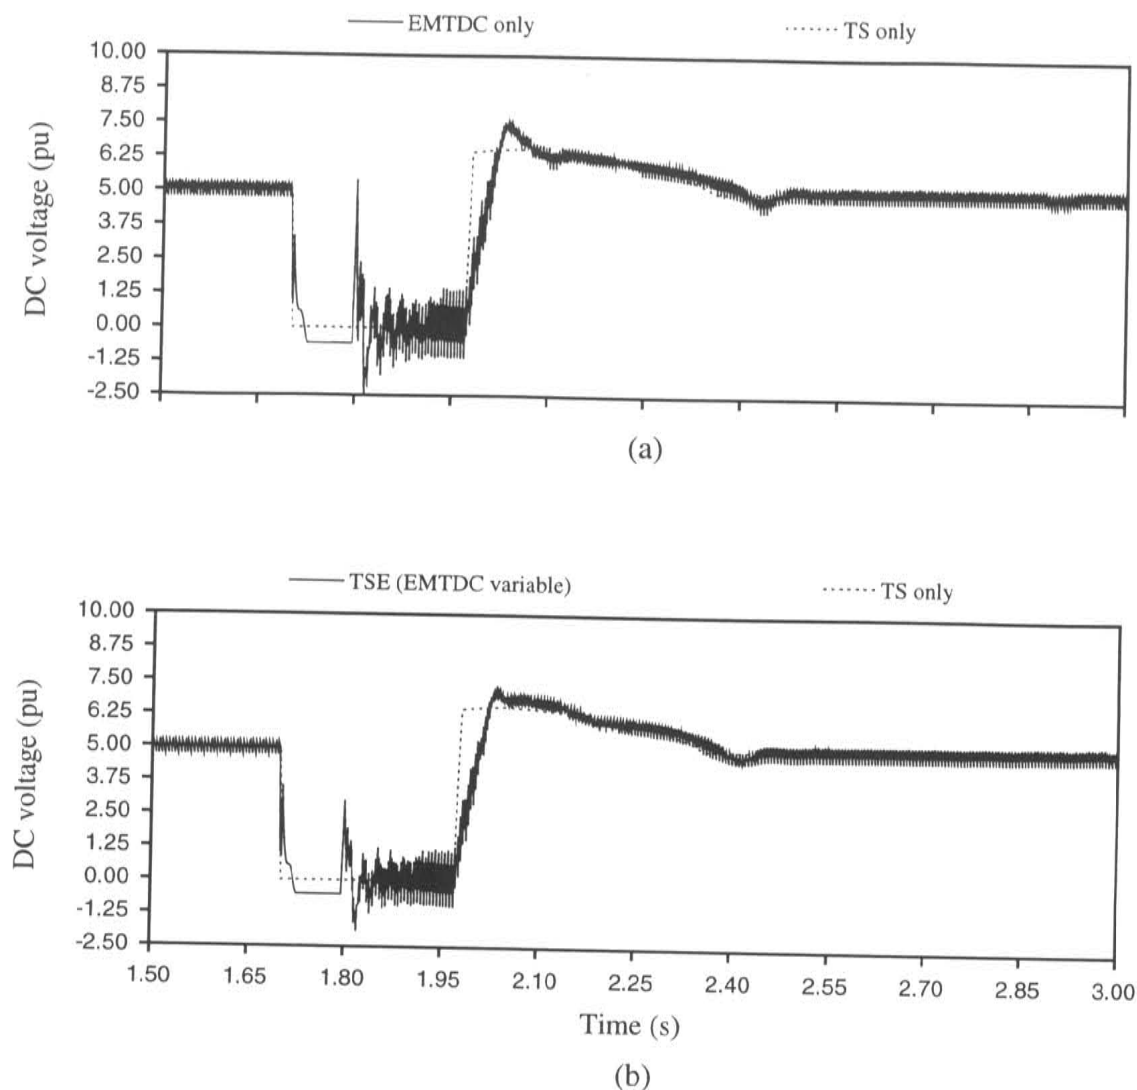 EMTDC only
TS only
10.00
8.75
7.50
6.25
5.00
3.75
2.50
1.25
0.00
-1.25
-2.50
DC voltage (pu)
(a)
TSE (EMTDC variable)
TS only
10.00
8.75
7.50
6.25
5.00
3.75
2.50
1.25
0.00
-1.25
-2.50
DC voltage (pu)
1.50 1.65 1.80 1.95 2.10 2.25 2.40 2.55 2.70 2.85 3.00
Time (s)
(b)